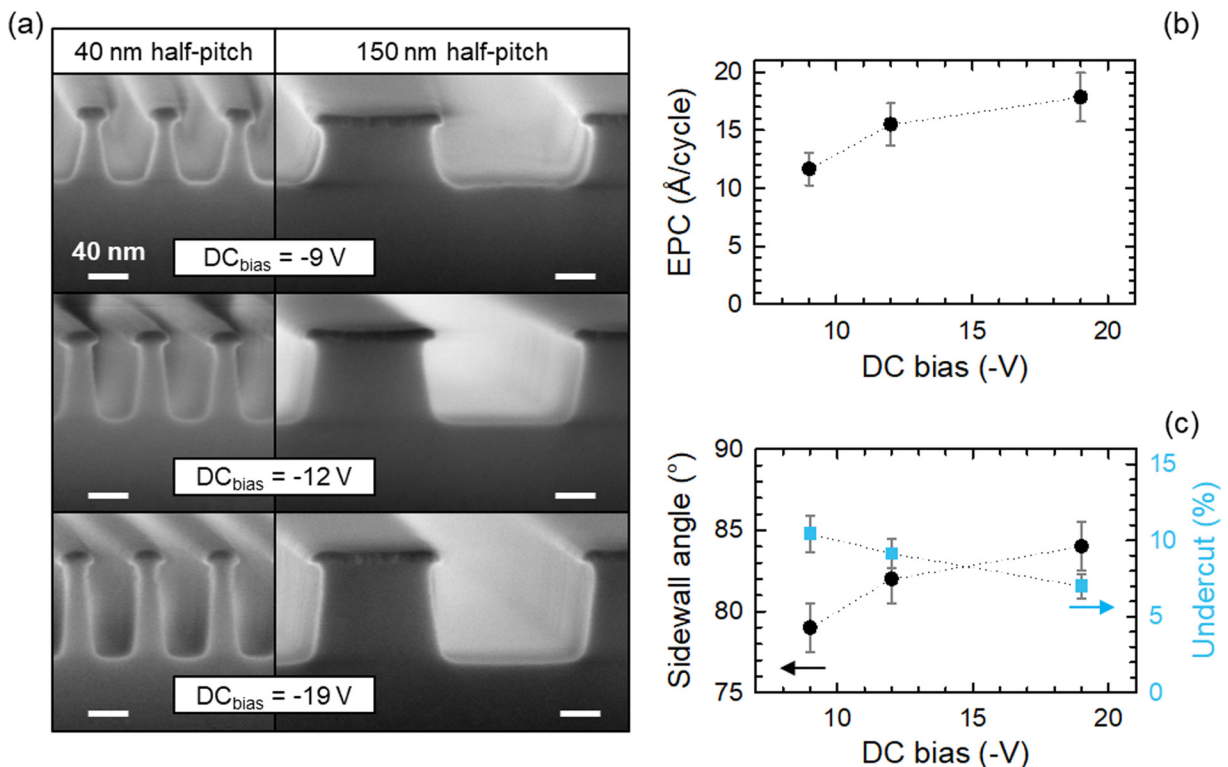 (a)
40 nm half-pitch
150 nm half-pitch
40 nm
DCbias = -9 V
DCbias = -12 V
DCbias = -19 V
(b)
20
15
10
5
0
EPC (Å/cycle)
10
15
20
DC bias (-V)
(c)
90
85
80
75
Sidewall angle (°)
15
10
5
0
Undercut (%)
10
15
20
DC bias (-V)